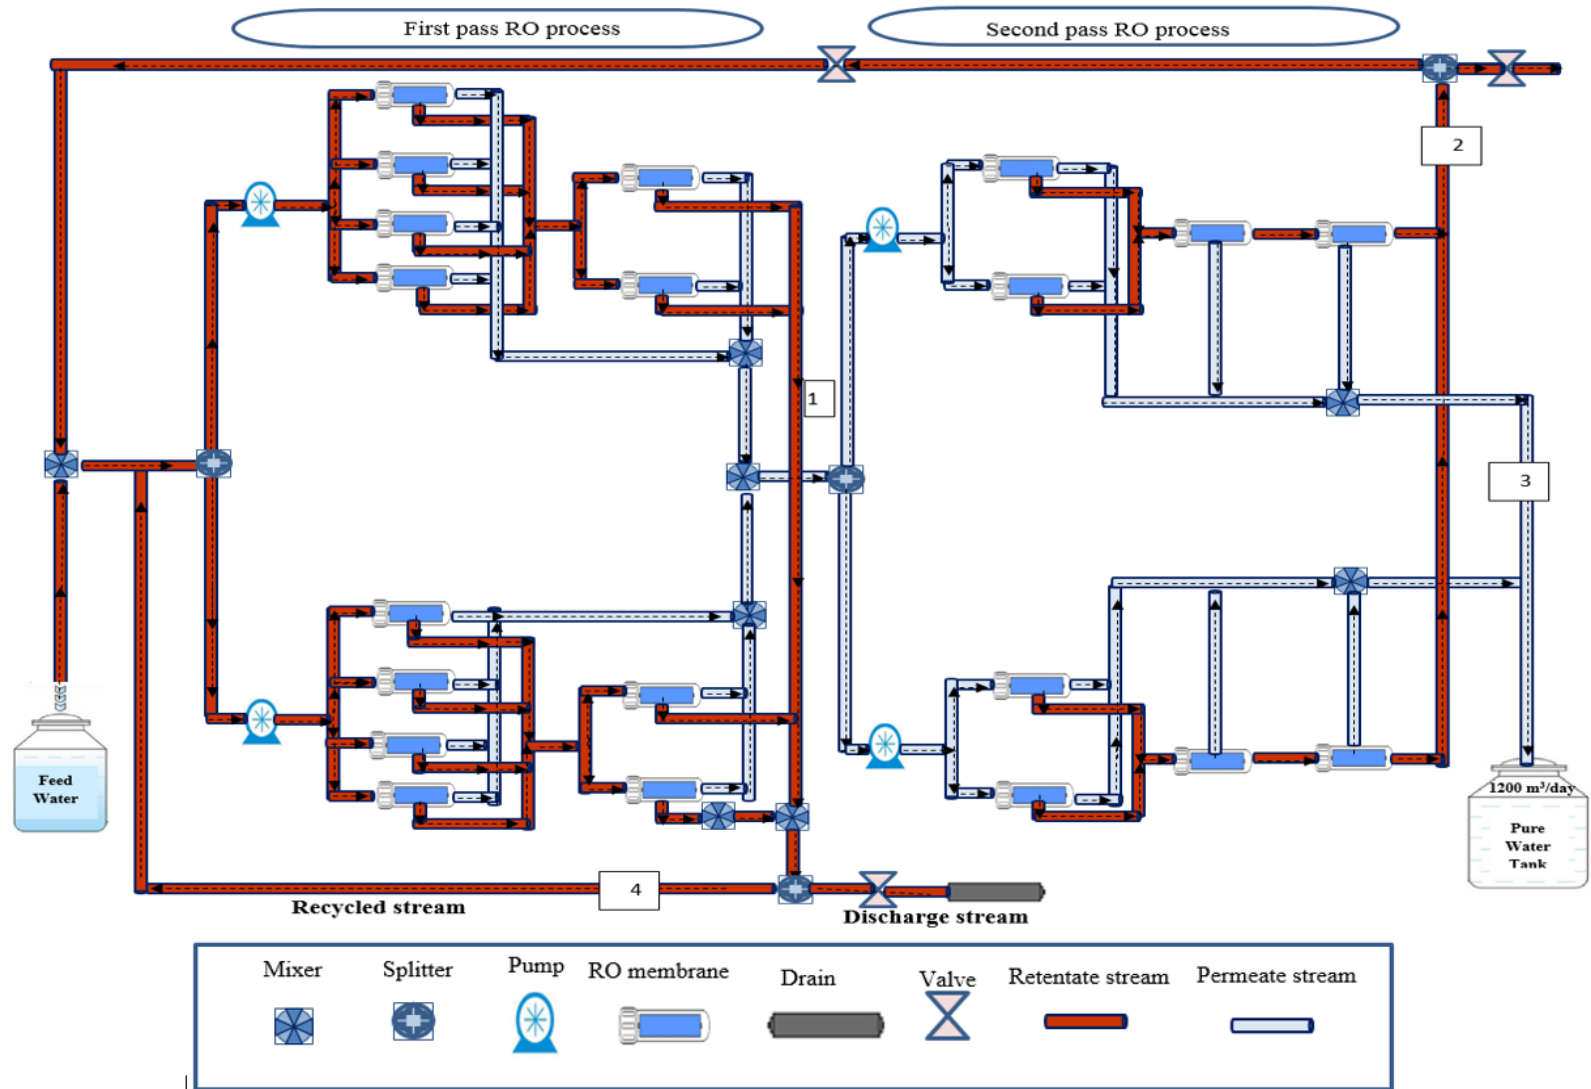 First pass RO process
Second pass RO process
2
1
3
Feed
Water
1200 m³/day
Pure
Water
Tank
4
Recycled stream
Discharge stream
Mixer
Splitter
Pump
RO membrane
Drain
Valve
Retentate stream
Permeate stream